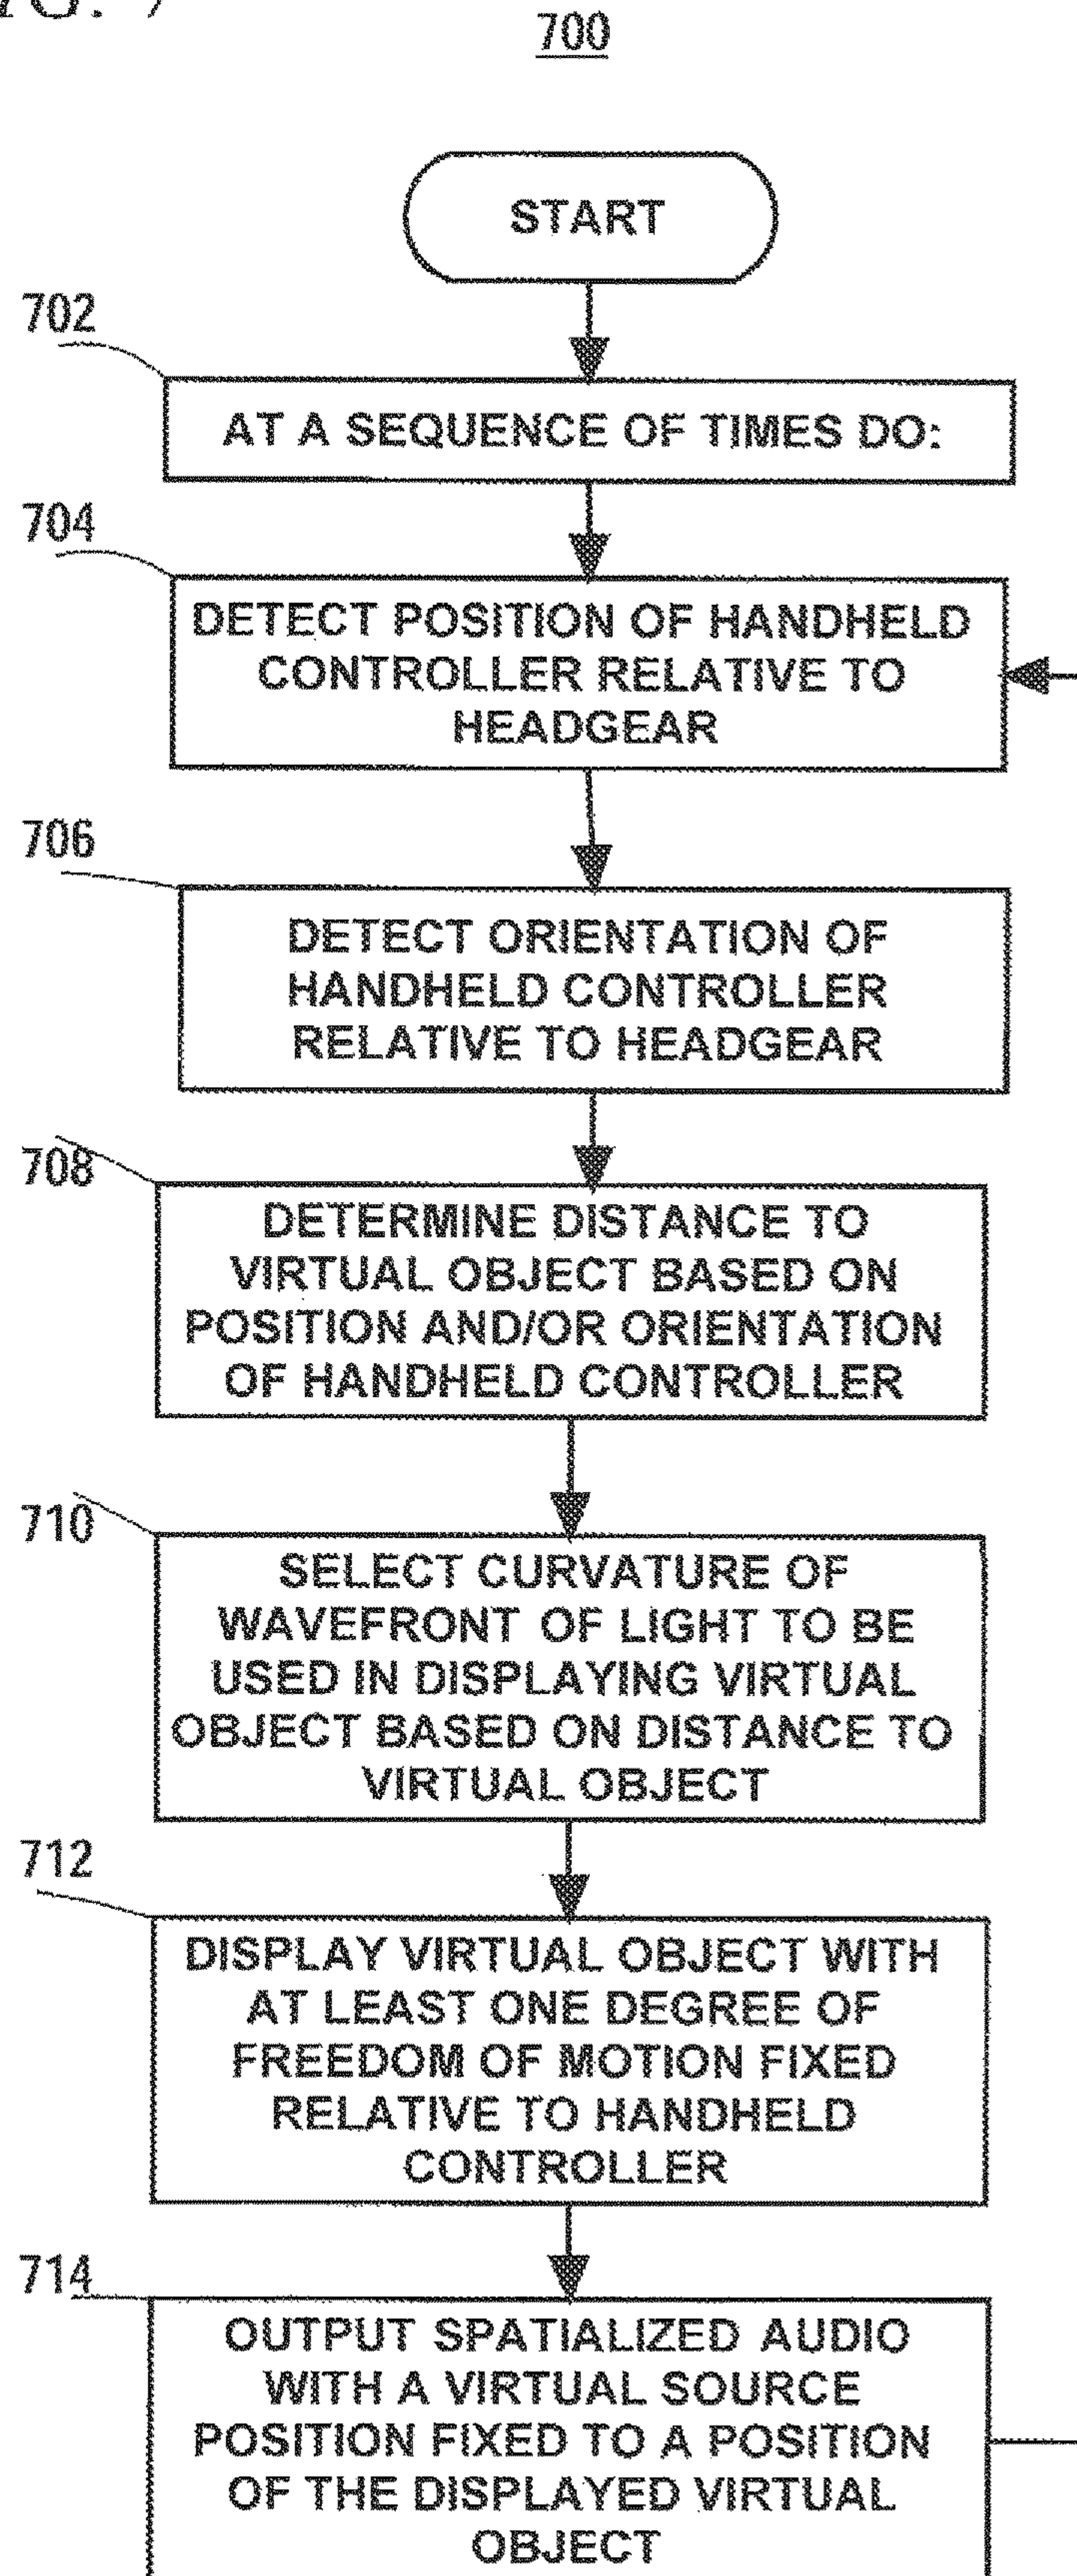 FIG. 7
700
START
702
AT A SEQUENCE OF TIMES DO:
704
DETECT POSITION OF HANDHELD
CONTROLLER RELATIVE TO
HEADGEAR
706
DETECT ORIENTATION OF
HANDHELD CONTROLLER
RELATIVE TO HEADGEAR
708
DETERMINE DISTANCE TO
VIRTUAL OBJECT BASED ON
POSITION AND/OR ORIENTATION
OF HANDHELD CONTROLLER
710
SELECT CURVATURE OF
WAVEFRONT OF LIGHT TO BE
USED IN DISPLAYING VIRTUAL
OBJECT BASED ON DISTANCE TO
VIRTUAL OBJECT
712
DISPLAY VIRTUAL OBJECT WITH
AT LEAST ONE DEGREE OF
FREEDOM OF MOTION FIXED
RELATIVE TO HANDHELD
CONTROLLER
714
OUTPUT SPATIALIZED AUDIO
WITH A VIRTUAL SOURCE
POSITION FIXED TO A POSITION
OF THE DISPLAYED VIRTUAL
OBJECT